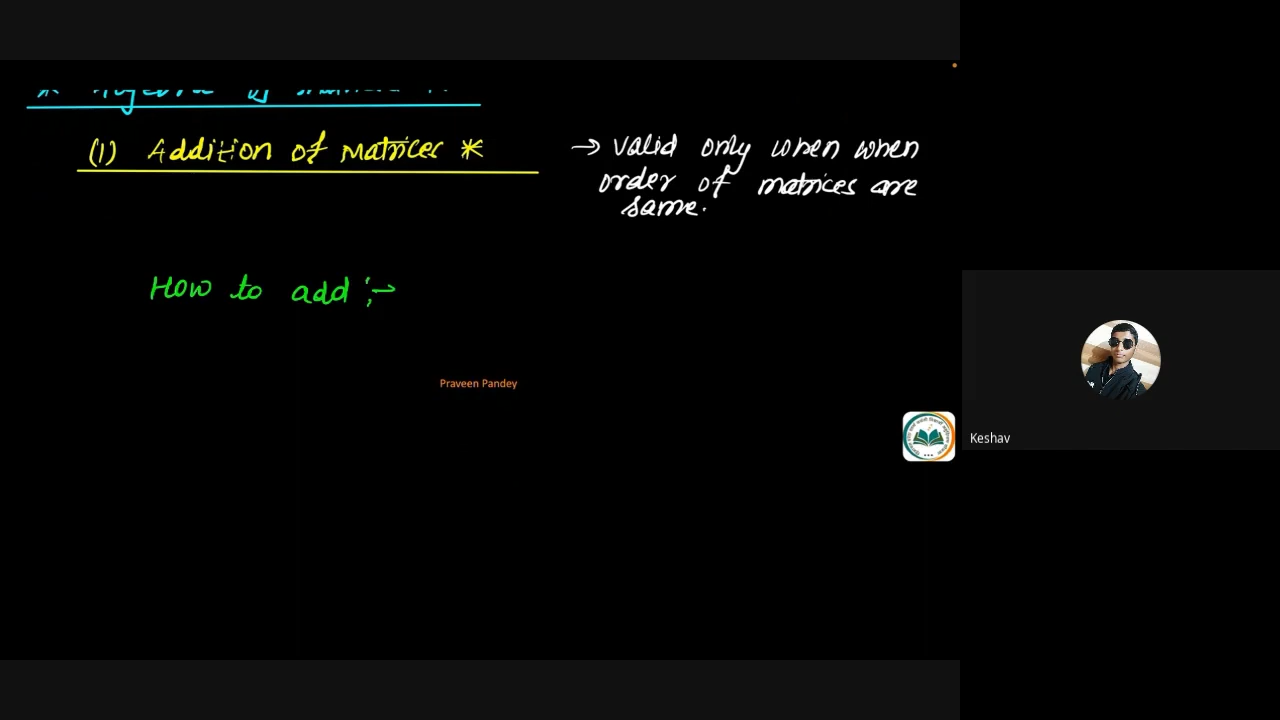 (1) Addition of Matrices *
→ valid only when when
order of matrices are
same.
How to add :→
Praveen Pandey
Keshav